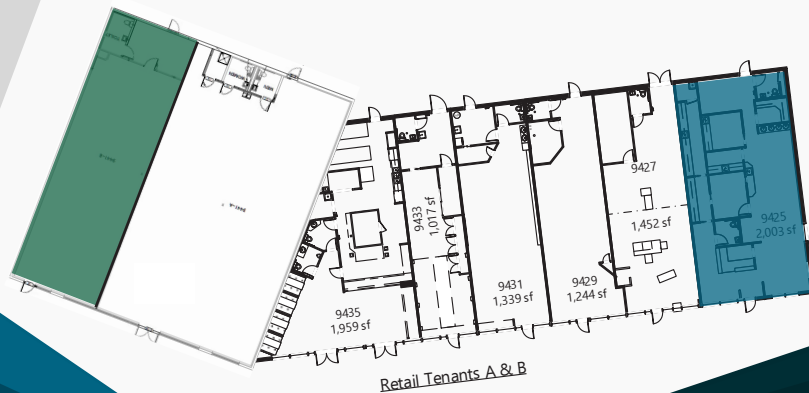 9435
1,959 sf
9433
1,017 sf
9431
1,339 sf
9429
1,244 sf
9427
1,452 sf
9425
2,003 sf
Retail Tenants A & B